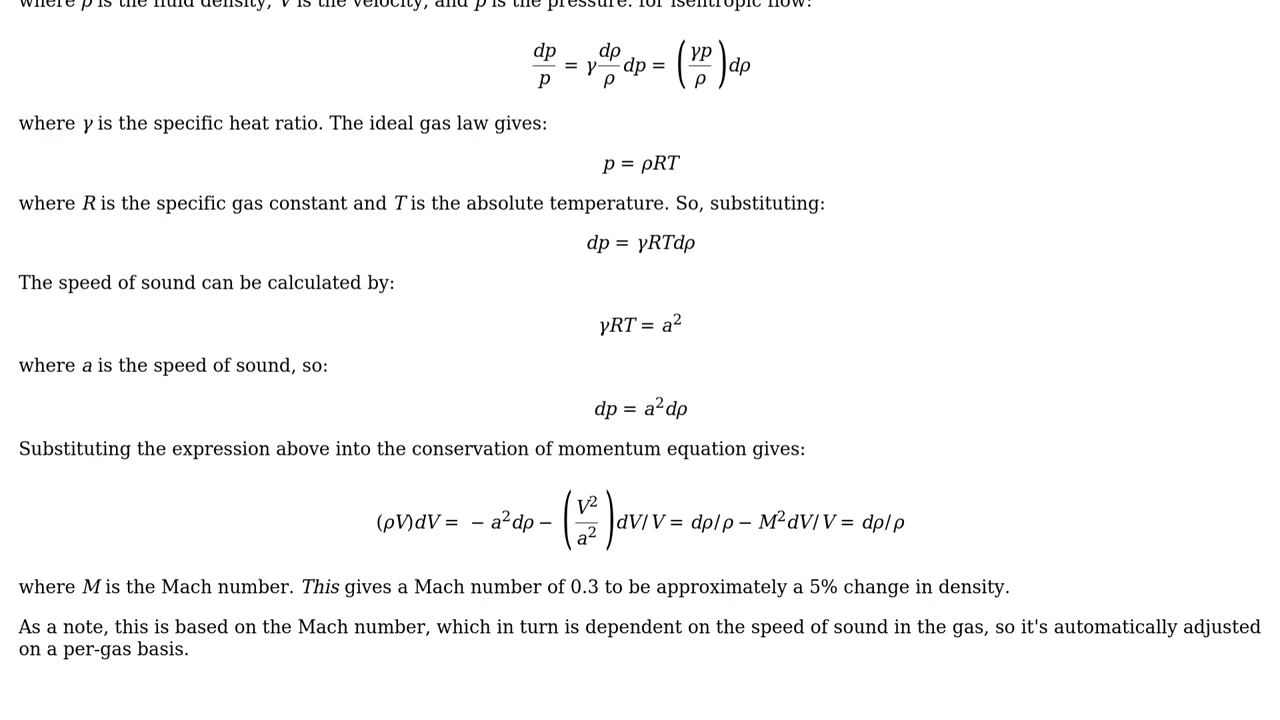 where ρ is the fluid density, V is the velocity, and p is the pressure. for isentropic flow:
dp/p = γ dρ/ρ dp = (γp/ρ) dρ
where γ is the specific heat ratio. The ideal gas law gives:
p = ρRT
where R is the specific gas constant and T is the absolute temperature. So, substituting:
dp = γRTdρ
The speed of sound can be calculated by:
γRT = a²
where a is the speed of sound, so:
dp = a²dρ
Substituting the expression above into the conservation of momentum equation gives:
(ρV)dV = − a²dρ − (V²/a²) dV/V = dρ/ρ − M²dV/V = dρ/ρ
where M is the Mach number. This gives a Mach number of 0.3 to be approximately a 5% change in density.
As a note, this is based on the Mach number, which in turn is dependent on the speed of sound in the gas, so it's automatically adjusted
on a per-gas basis.